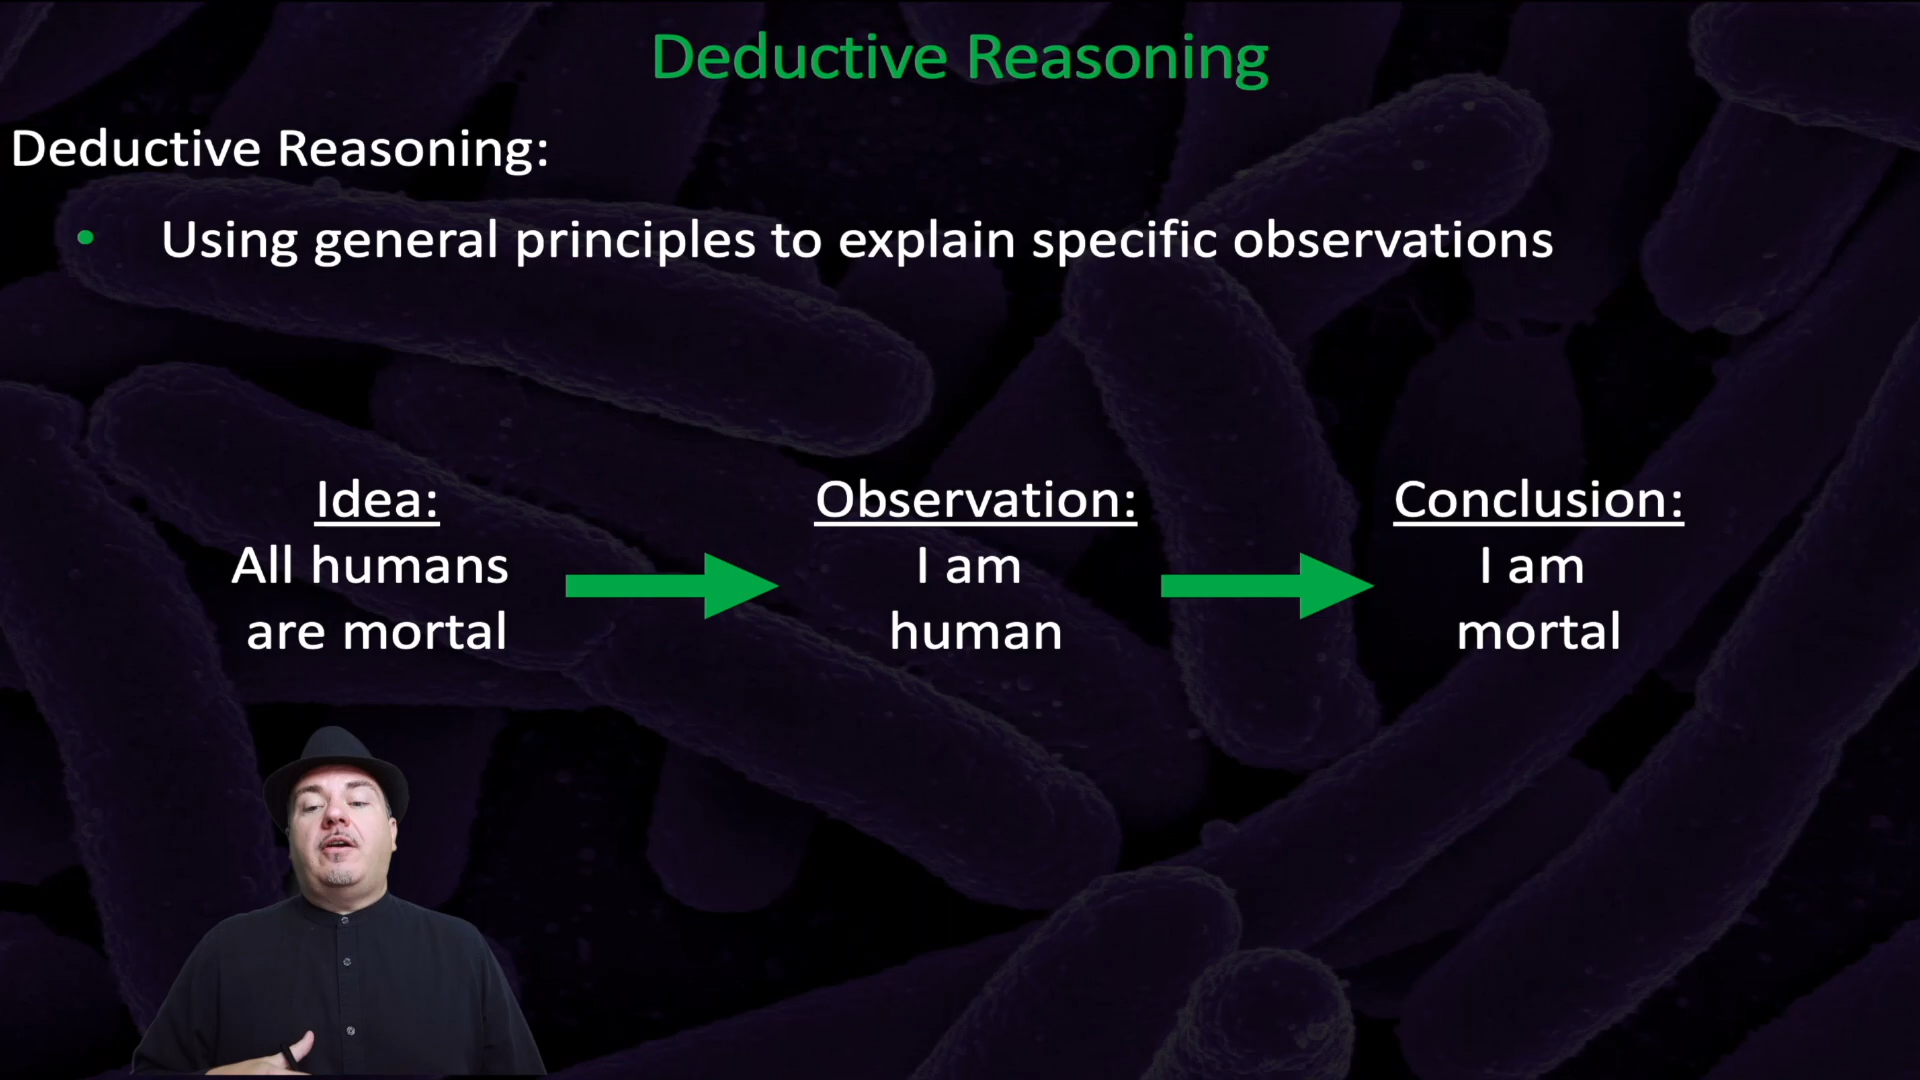 Deductive Reasoning
Deductive Reasoning:
• Using general principles to explain specific observations
Idea:
All humans
are mortal
Observation:
I am
human
Conclusion:
I am
mortal